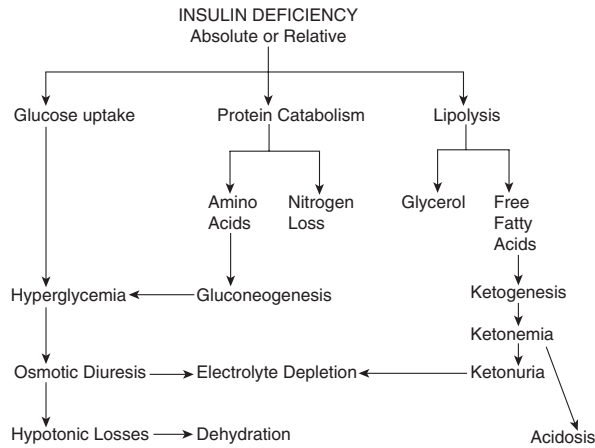 INSULIN DEFICIENCY
Absolute or Relative
Glucose uptake
Protein Catabolism
Lipolysis
Amino
Acids
Nitrogen
Loss
Glycerol
Free
Fatty
Acids
Hyperglycemia
Gluconeogenesis
Ketogenesis
Ketonemia
Osmotic Diuresis
Electrolyte Depletion
Ketonuria
Hypotonic Losses
Dehydration
Acidosis